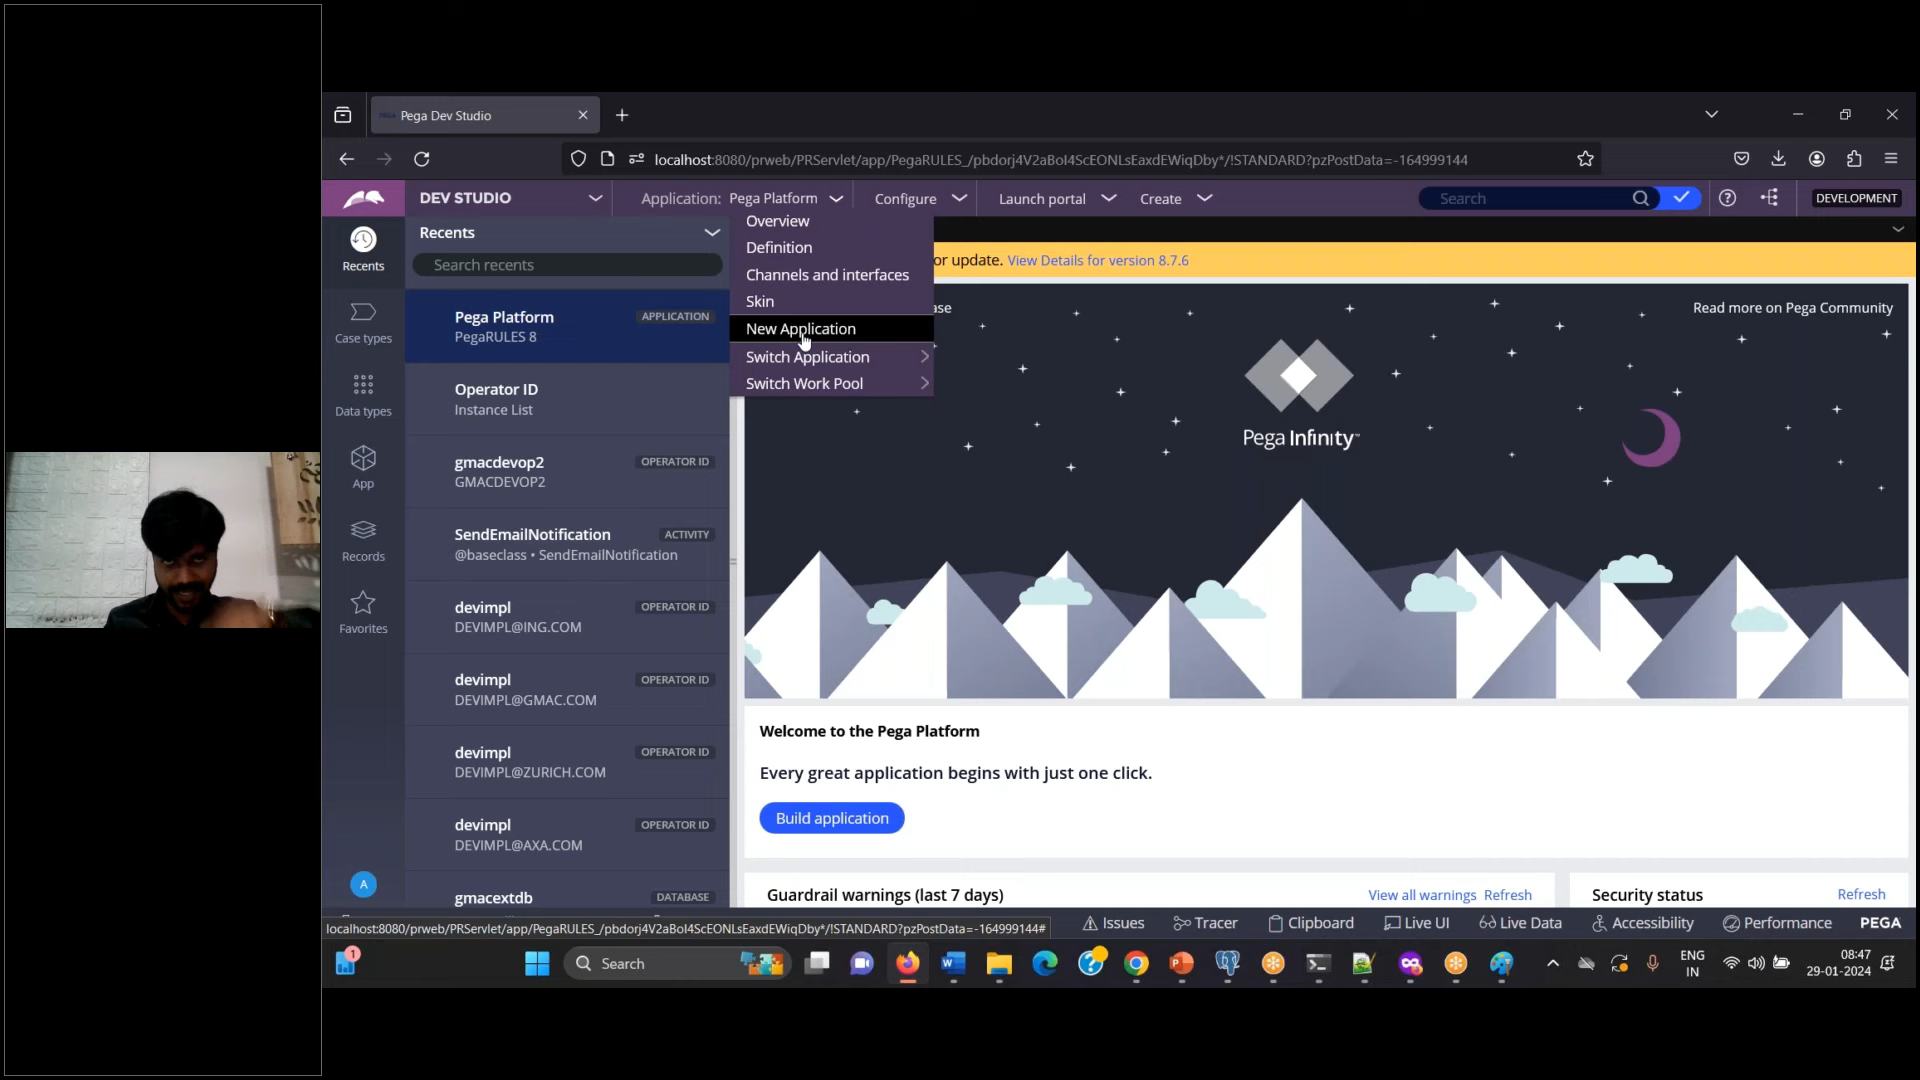 Pega Dev Studio
localhost:8080/prweb/PRServlet/app/PegaRULES_/pbdorj4V2aBoI4ScEONLsEaxdEWiqDby*/!STANDARD?pzPostData=-164999144
DEV STUDIO
Application: Pega Platform
Configure
Launch portal
Create
Search
DEVELOPMENT
Recents
Case types
Data types
App
Records
Favorites
A
Recents
Search recents
Pega Platform APPLICATION
PegaRULES 8
Operator ID
Instance List
gmacdevop2 OPERATOR ID
GMACDEVOP2
SendEmailNotification ACTIVITY
@baseclass • SendEmailNotification
devimpl OPERATOR ID
DEVIMPL@ING.COM
devimpl OPERATOR ID
DEVIMPL@GMAC.COM
devimpl OPERATOR ID
DEVIMPL@ZURICH.COM
devimpl OPERATOR ID
DEVIMPL@AXA.COM
gmacextdb DATABASE
Overview
Definition
Channels and interfaces
Skin
New Application
Switch Application
Switch Work Pool
or update. View Details for version 8.7.6
ase
Read more on Pega Community
Pega Infinity™
Welcome to the Pega Platform
Every great application begins with just one click.
Build application
Guardrail warnings (last 7 days)
View all warnings Refresh
Security status
Refresh
localhost:8080/prweb/PRServlet/app/PegaRULES_/pbdorj4V2aBoI4ScEONLsEaxdEWiqDby*/!STANDARD?pzPostData=-164999144#
Issues
Tracer
Clipboard
Live UI
Live Data
Accessibility
Performance
PEGA
1
Search
ENG
IN
08:47
29-01-2024